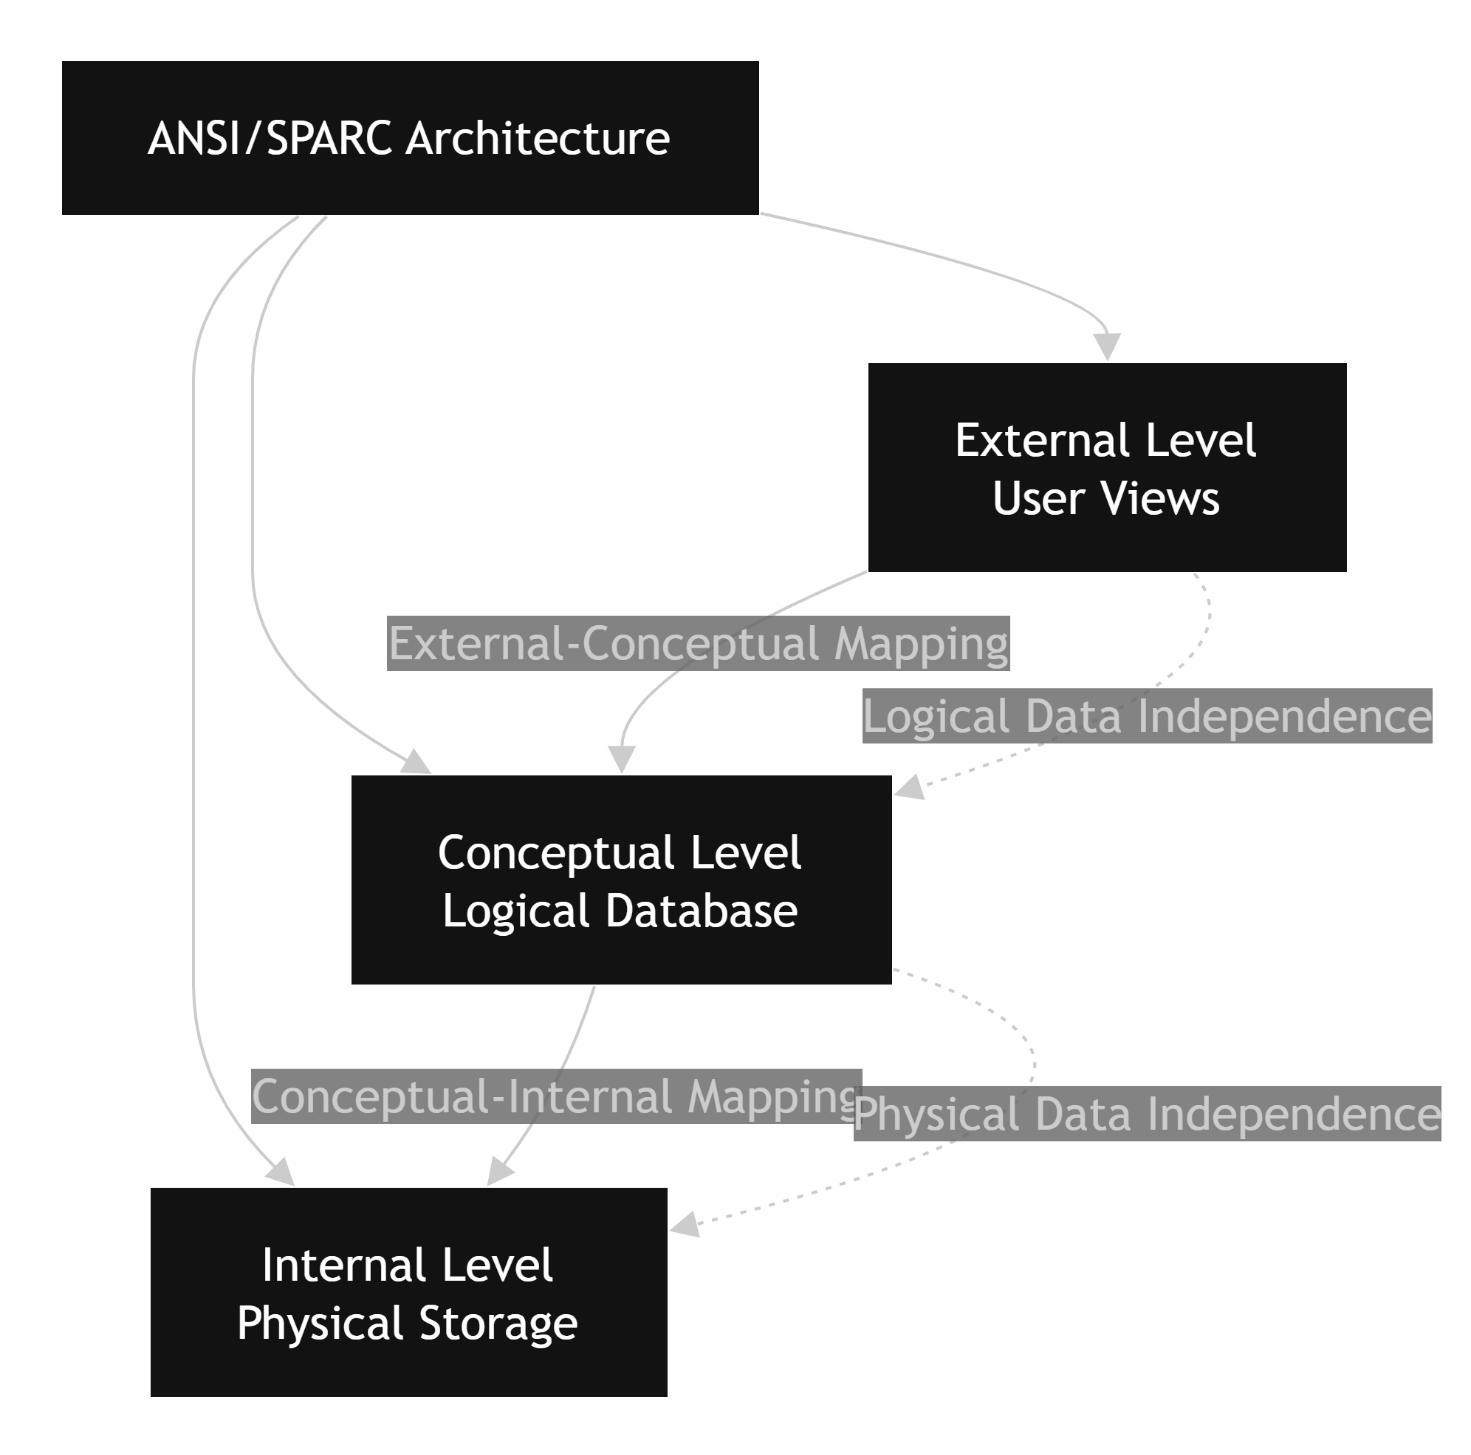 ANSI/SPARC Architecture
External Level
User Views
External-Conceptual Mapping
Logical Data Independence
Conceptual Level
Logical Database
Conceptual-Internal Mapping
Physical Data Independence
Internal Level
Physical Storage